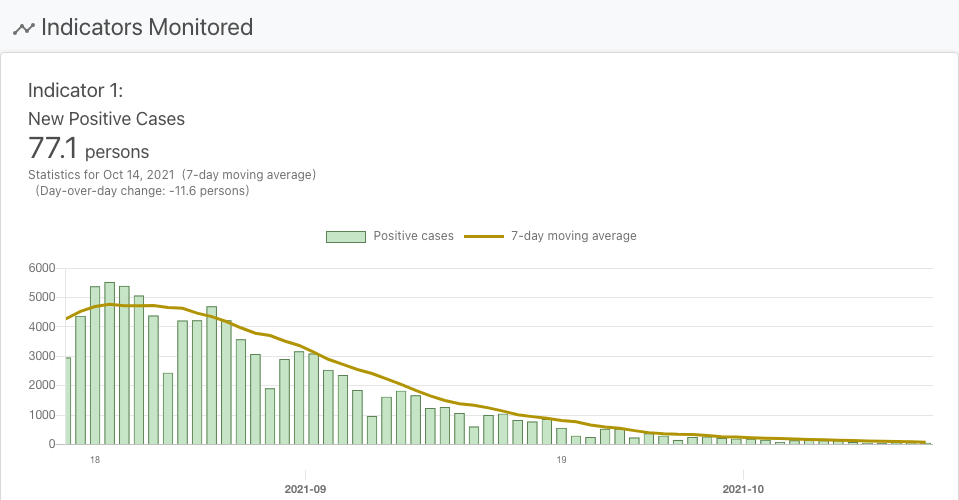 Indicators Monitored
Indicator 1:
New Positive Cases
77.1 persons
Statistics for Oct 14, 2021 (7-day moving average)
(Day-over-day change: -11.6 persons)
Positive cases 7-day moving average
6000
5000
4000
3000
2000
1000
0
18 19
2021-09 2021-10